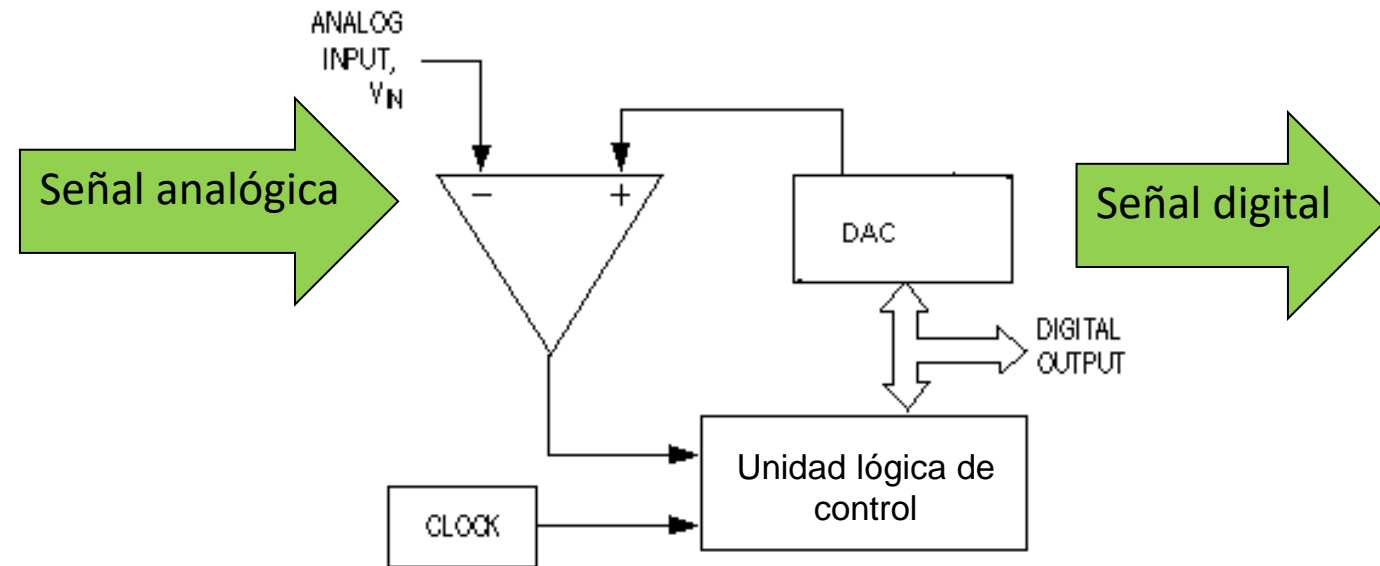 ANALOG
INPUT,
VIN
Señal analógica
− +
DAC
Señal digital
DIGITAL
OUTPUT
Unidad lógica de
control
CLOCK